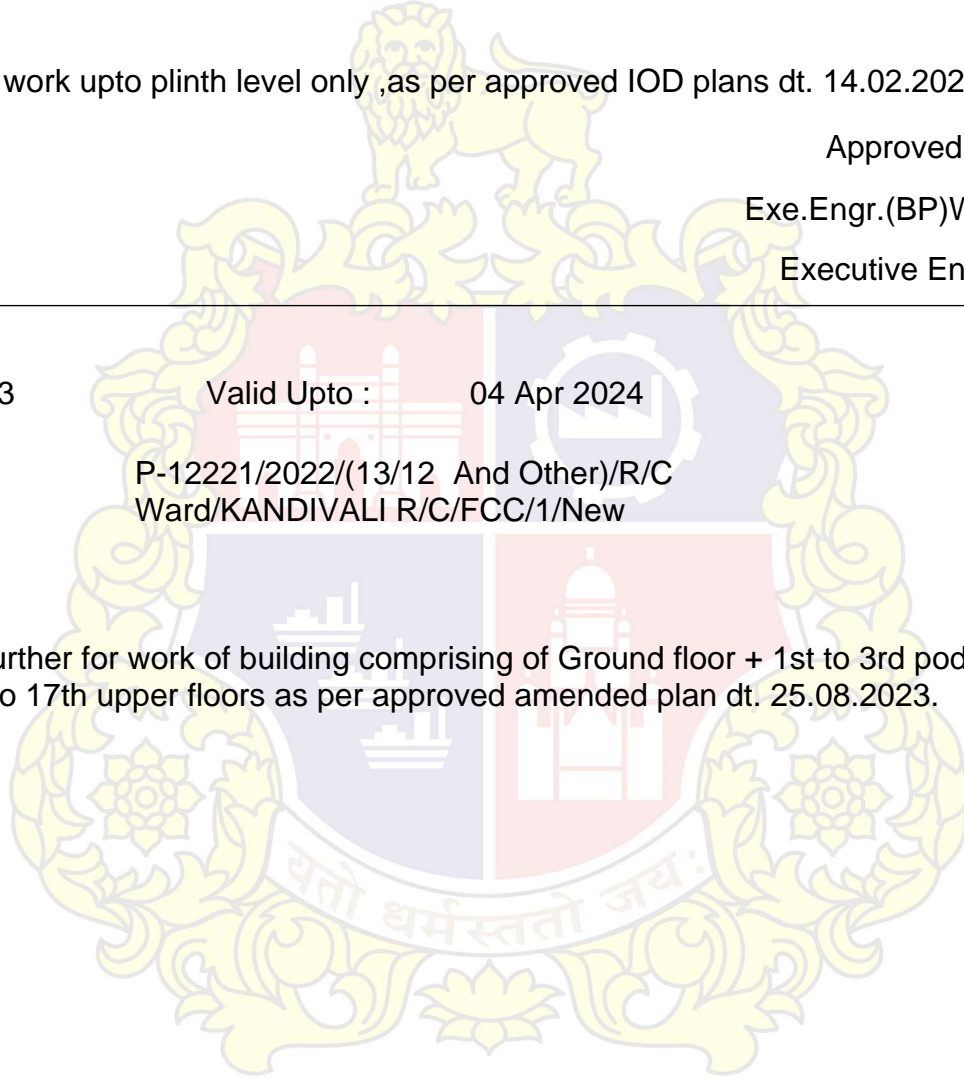 work upto plinth level only ,as per approved IOD plans dt. 14.02.202
Approved
Exe.Engr.(BP)W
Executive En
3 Valid Upto : 04 Apr 2024
P-12221/2022/(13/12 And Other)/R/C
Ward/KANDIVALI R/C/FCC/1/New
urther for work of building comprising of Ground floor + 1st to 3rd pod
o 17th upper floors as per approved amended plan dt. 25.08.2023.
यतो धर्मस्ततो जय: